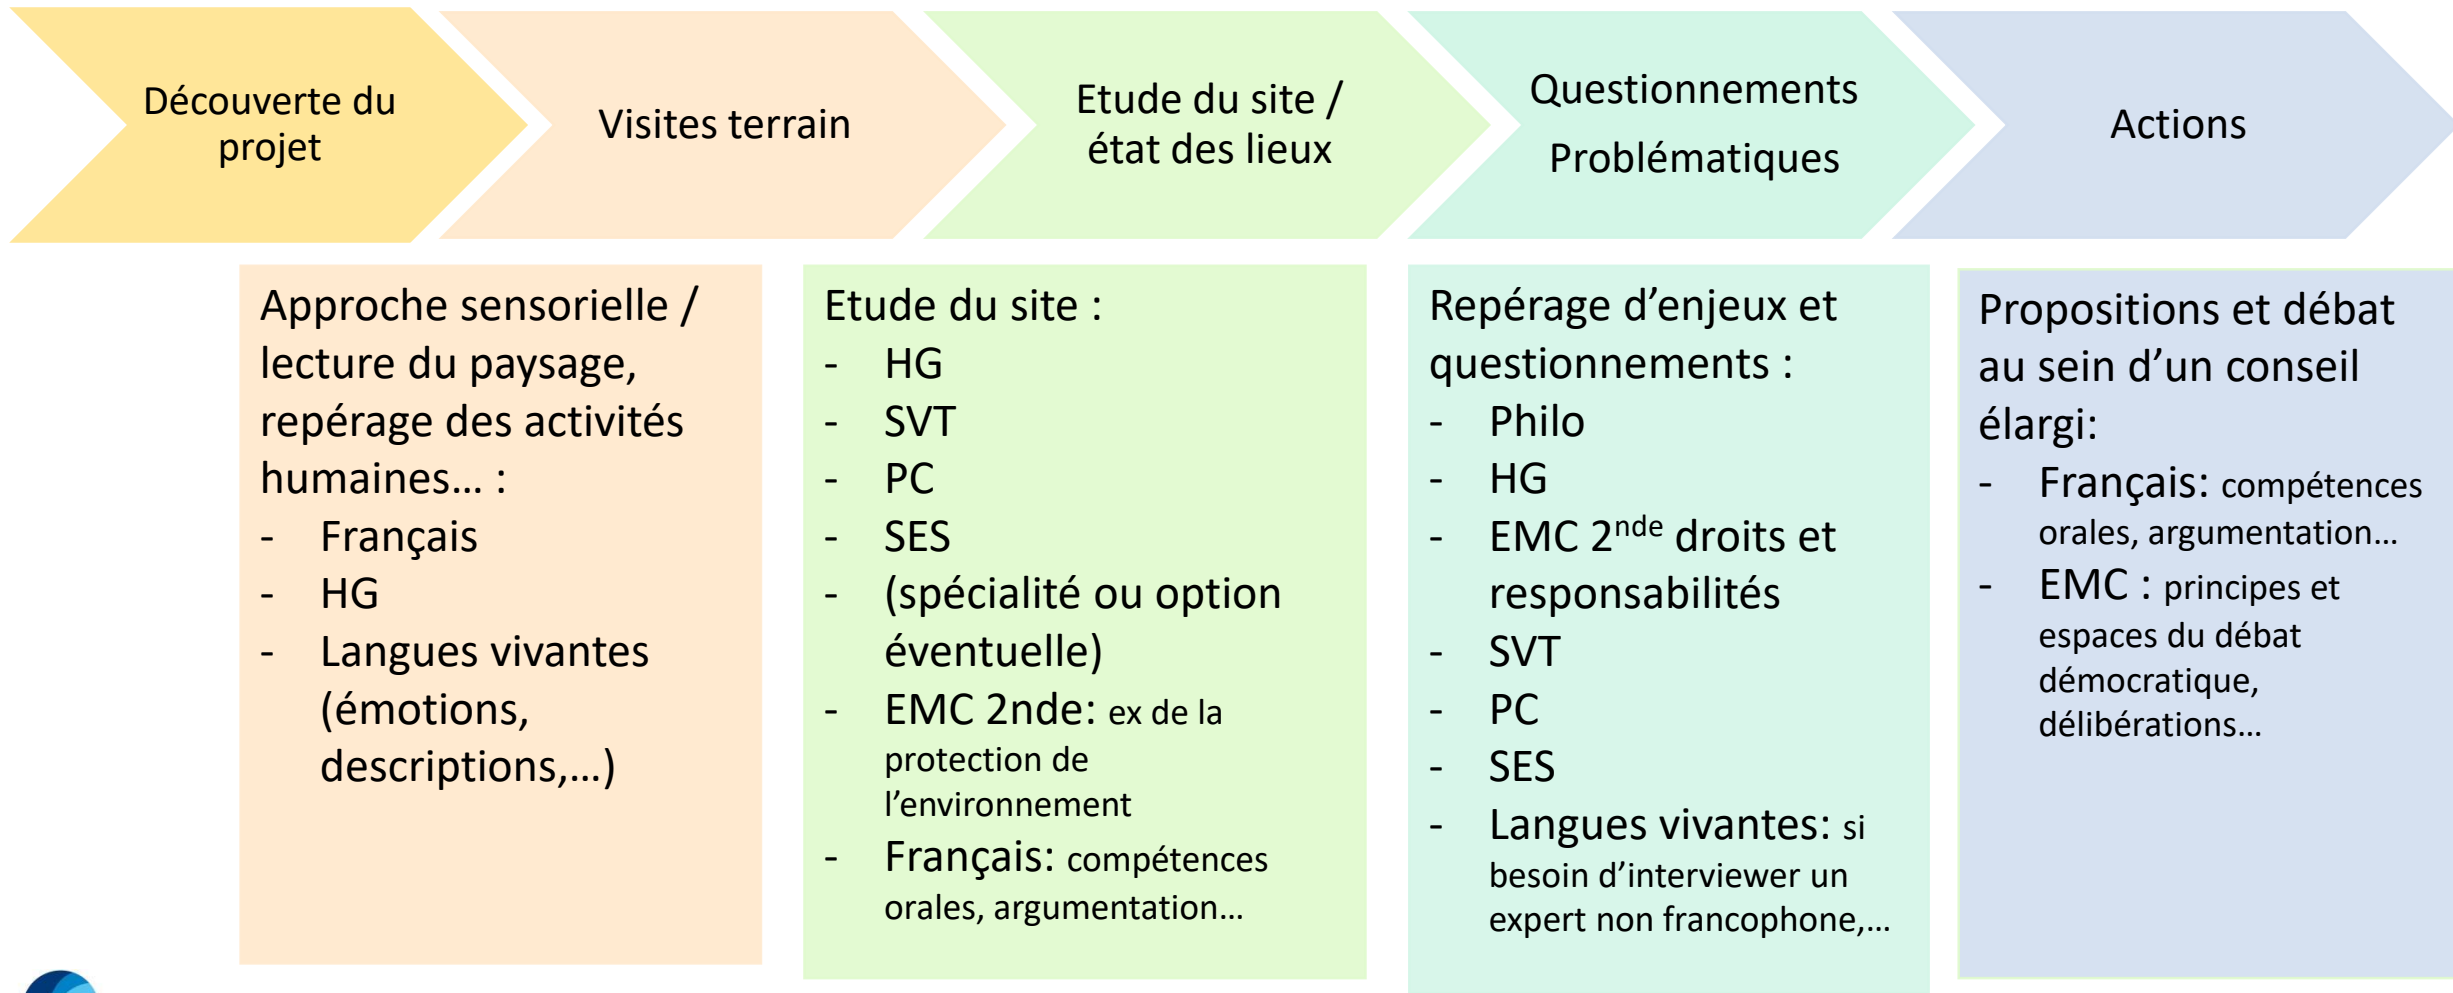 Découverte du
projet
Visites terrain
Etude du site /
état des lieux
Questionnements
Problématiques
Actions
Approche sensorielle /
lecture du paysage,
repérage des activités
humaines… :
- Français
- HG
- Langues vivantes
(émotions,
descriptions,…)
Etude du site :
- HG
- SVT
- PC
- SES
- (spécialité ou option
éventuelle)
- EMC 2nde: ex de la
protection de
l’environnement
- Français: compétences
orales, argumentation…
Repérage d’enjeux et
questionnements :
- Philo
- HG
- EMC 2nde droits et
responsabilités
- SVT
- PC
- SES
- Langues vivantes: si
besoin d’interviewer un
expert non francophone,…
Propositions et débat
au sein d’un conseil
élargi:
- Français: compétences
orales, argumentation…
- EMC : principes et
espaces du débat
démocratique,
délibérations…